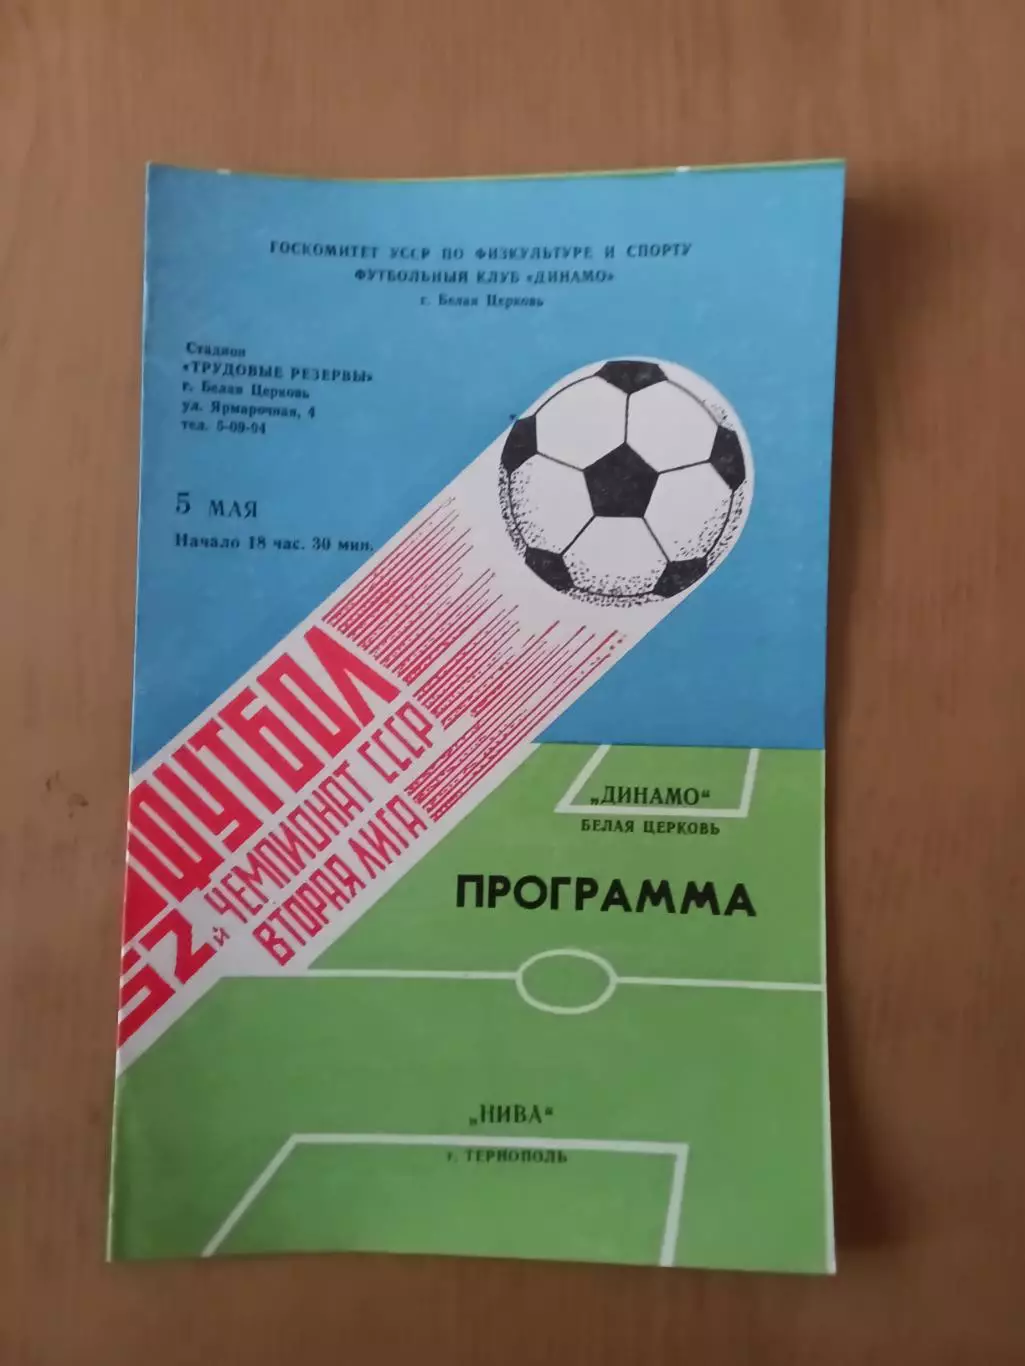 ГОСКОМИТЕТ УССР ПО ФИЗКУЛЬТУРЕ И СПОРТУ
ФУТБОЛЬНЫЙ КЛУБ «ДИНАМО»
г. Белая Церковь
Стадион
«ТРУДОВЫЕ РЕЗЕРВЫ»
г. Белая Церковь
ул. Ярмарочная, 4
тел. 5-09-94
5 МАЯ
Начало 18 час. 30 мин.
ФУТБОЛ
52й ЧЕМПИОНАТ СССР
ВТОРАЯ ЛИГА
„ДИНАМО“
БЕЛАЯ ЦЕРКОВЬ
ПРОГРАММА
„НИВА“
г. ТЕРНОПОЛЬ